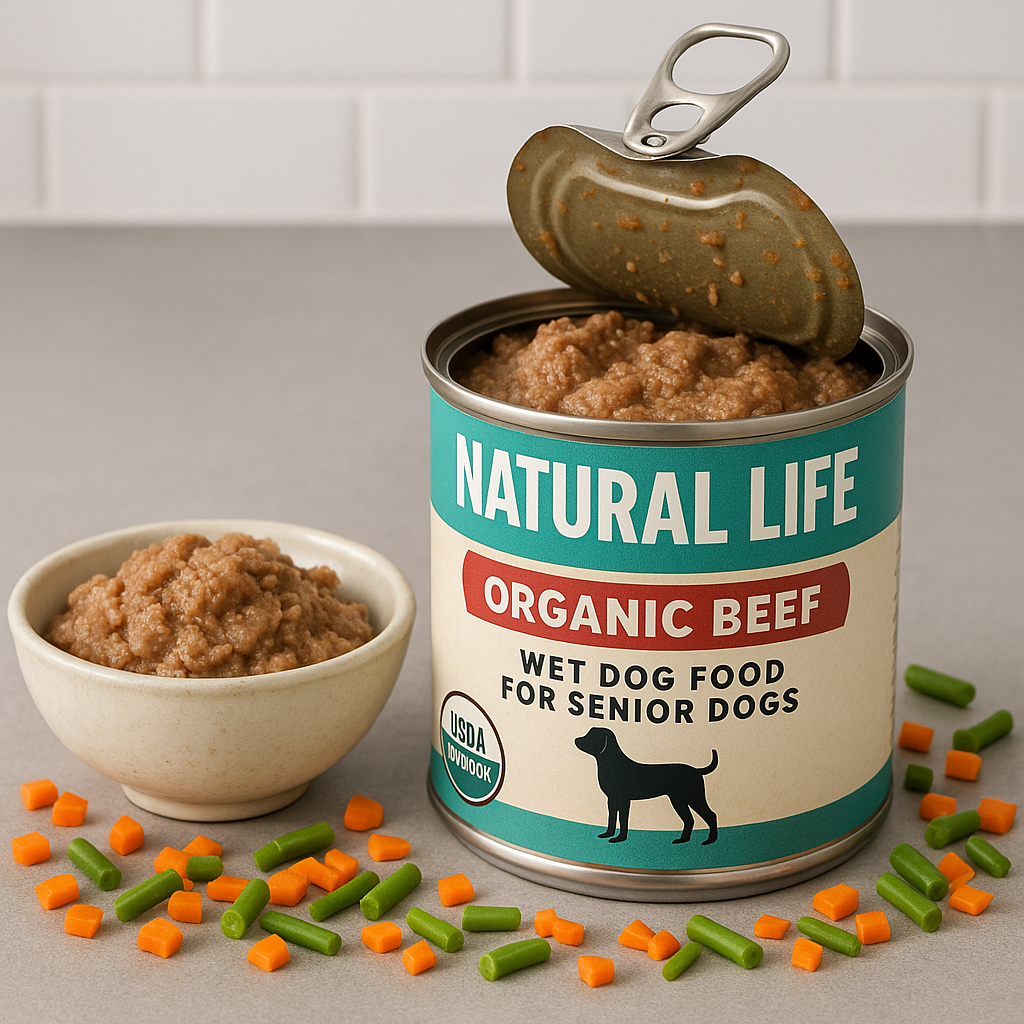 NATURAL LIFE
ORGANIC BEEF
WET DOG FOOD
FOR SENIOR DOGS
USDA